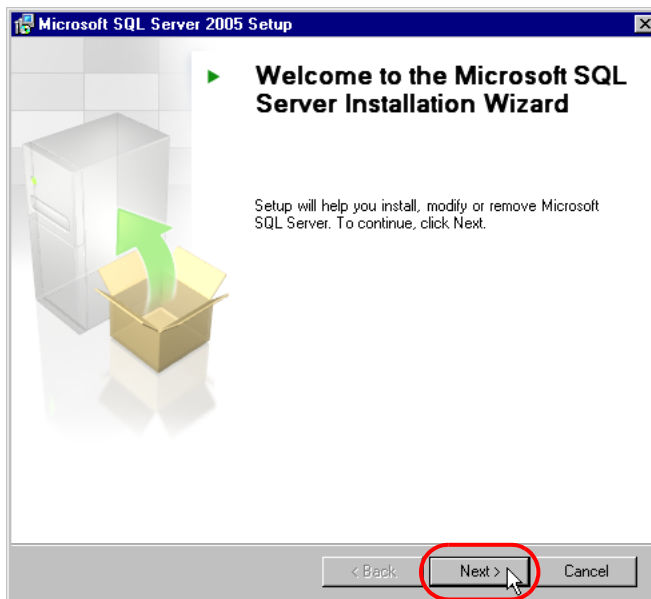 Microsoft SQL Server 2005 Setup
Welcome to the Microsoft SQL
Server Installation Wizard
Setup will help you install, modify or remove Microsoft
SQL Server. To continue, click Next.
< Back
Next >
Cancel